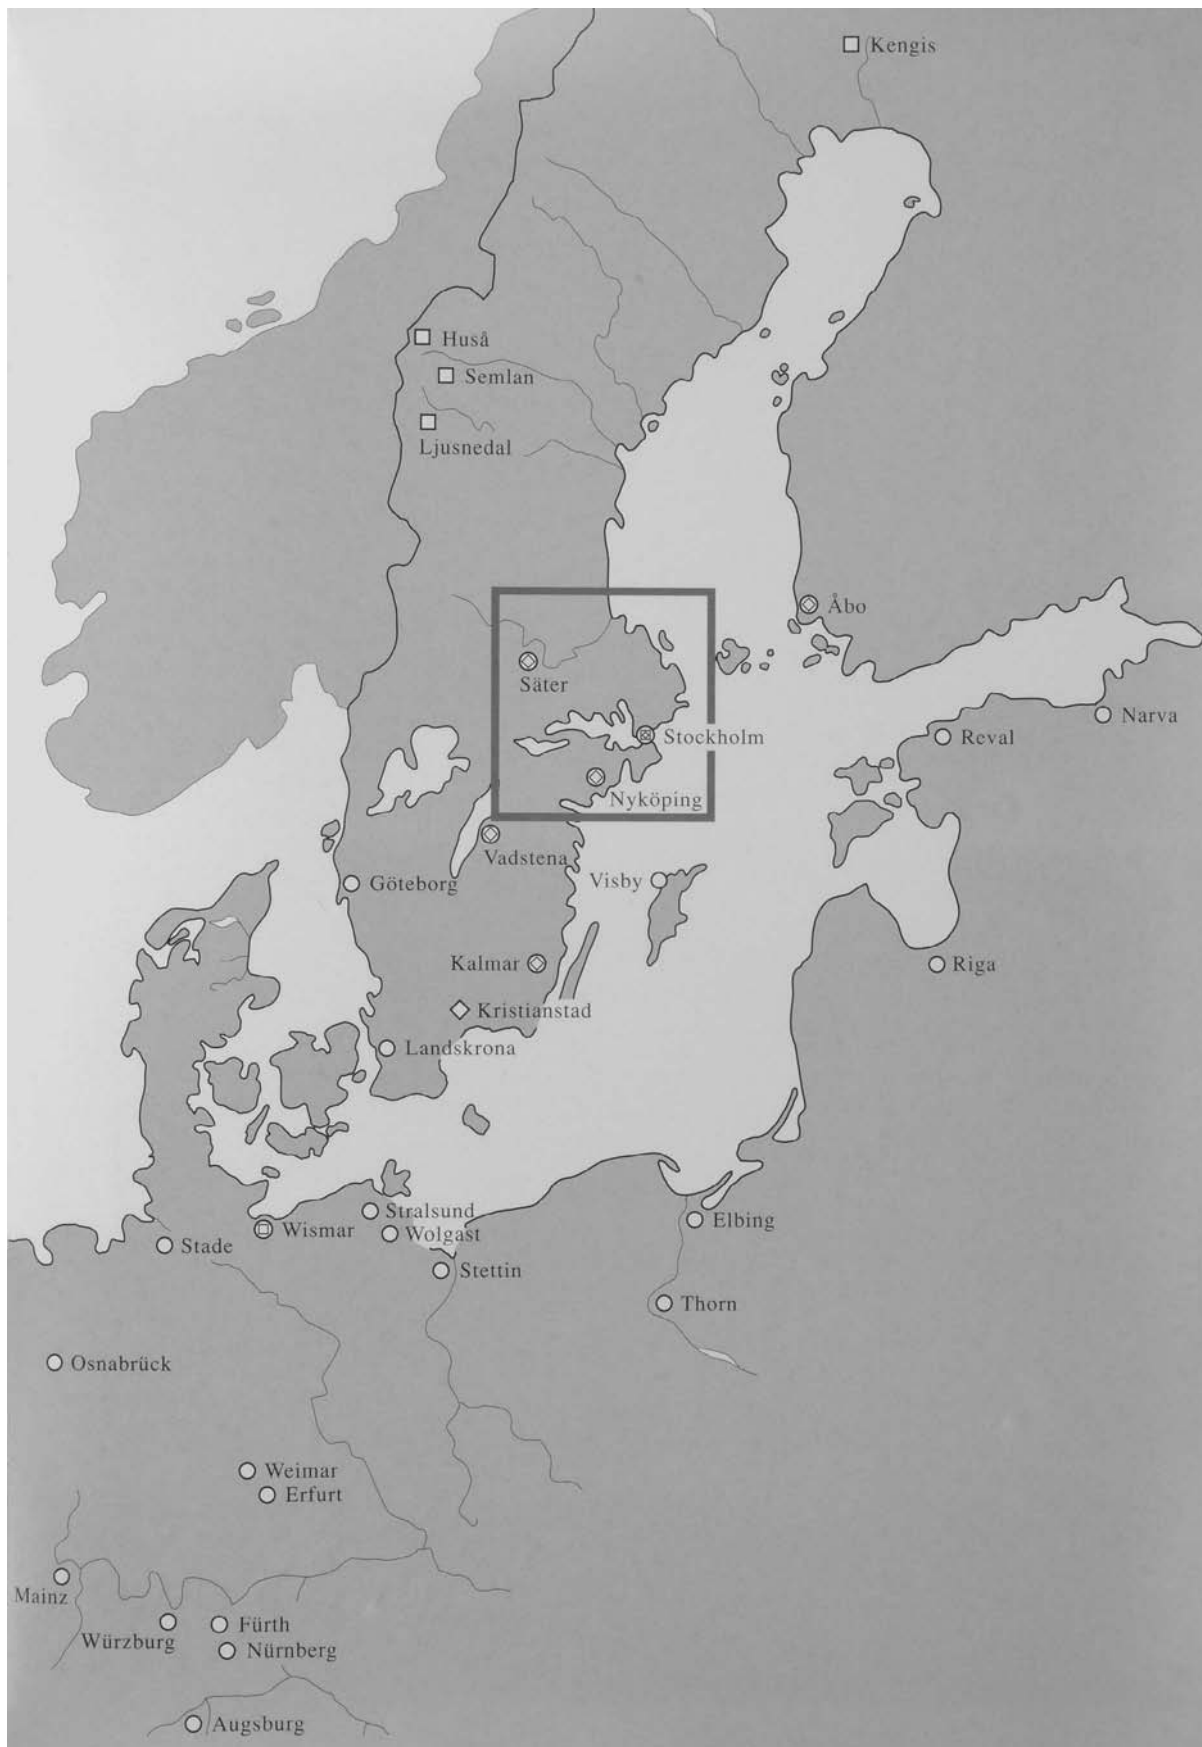 Kengis
Huså
Semlan
Ljusnedal
Åbo
Säter
Narva
Stockholm
Reval
Nyköping
Vadstena
Göteborg
Visby
Kalmar
Riga
Kristianstad
Landskrona
Stralsund
Elbing
Wismar
Wolgast
Stade
Stettin
Thorn
Osnabrück
Weimar
Erfurt
Mainz
Fürth
Würzburg
Nürnberg
Augsburg